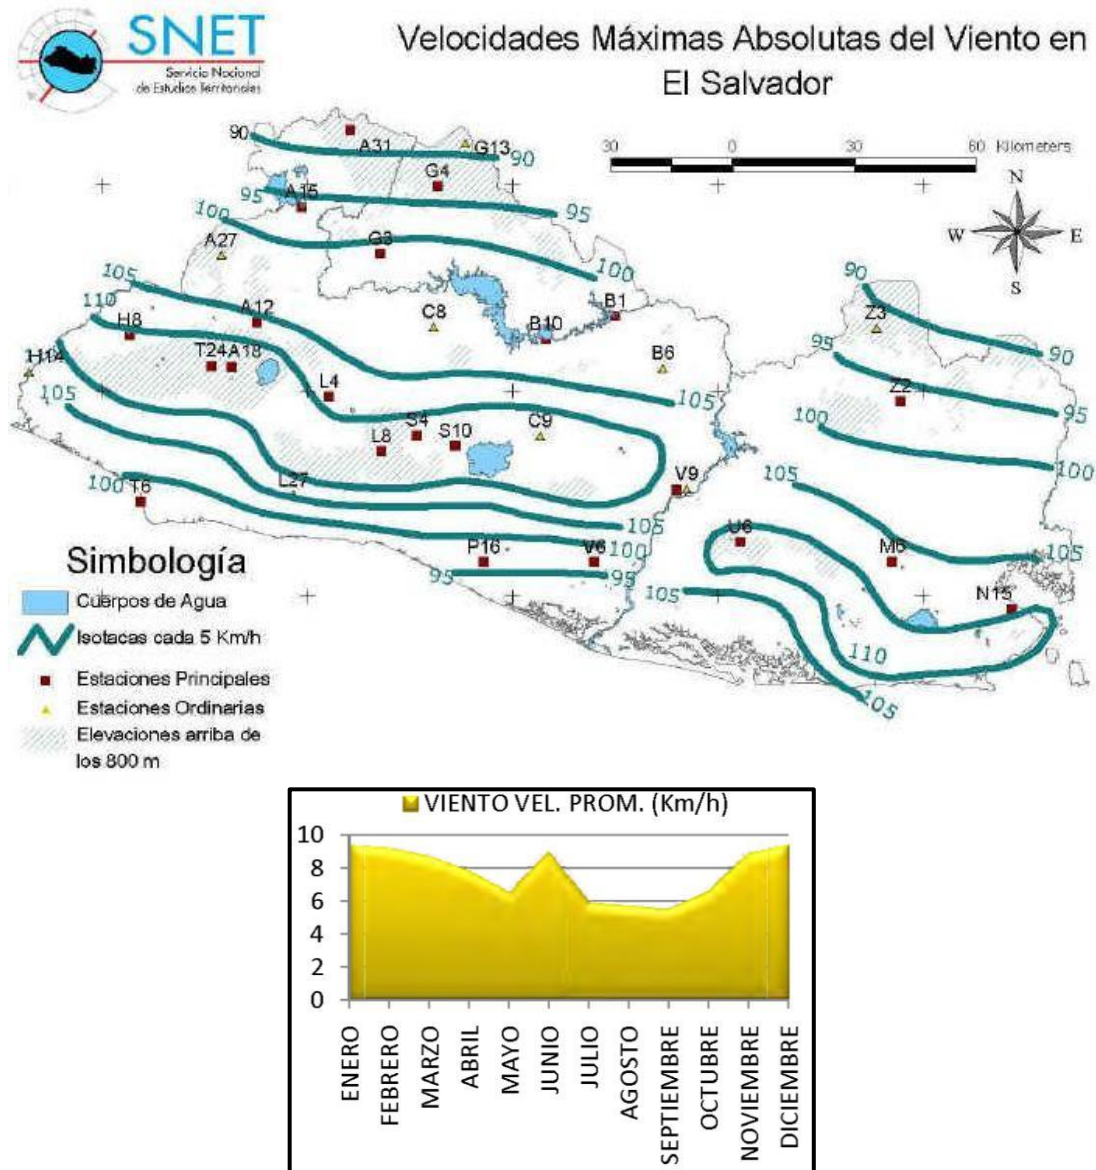 SNET
Servicio Nacional
de Estudios Territoriales
Velocidades Máximas Absolutas del Viento en
El Salvador
30 0 30 60 Kilometers
N
W E
S
90 A31 G13 90
G4
95 A15 95
100 G3 100
A27
105 90
110 A12 C8 B10 B1 Z3
H8
H14 T24 A18 B6 95 90
105 L4 105 Z2 95
S4 C9 100
L8 S10 100
L27 V9 105
100 T6 105 U6
P16 V6 100 M6 105
95 95 105 N15
110
105
Simbología
Cuerpos de Agua
Isotacas cada 5 Km/h
Estaciones Principales
Estaciones Ordinarias
Elevaciones arriba de
los 800 m
VIENTO VEL. PROM. (Km/h)
10
8
6
4
2
0
ENERO
FEBRERO
MARZO
ABRIL
MAYO
JUNIO
JULIO
AGOSTO
SEPTIEMBRE
OCTUBRE
NOVIEMBRE
DICIEMBRE